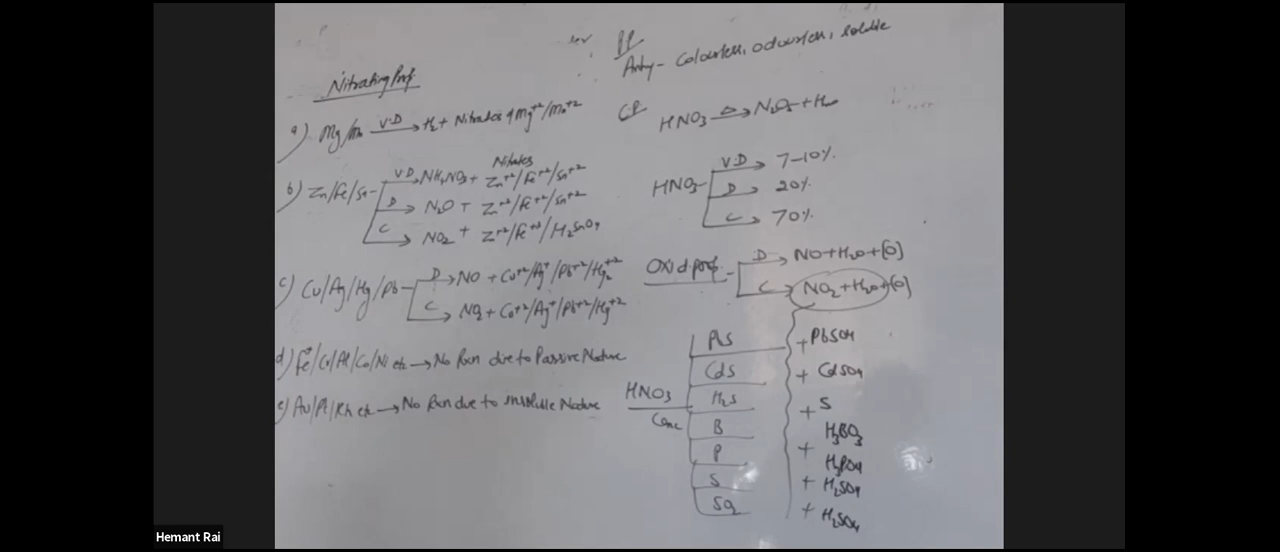 Nitrating Prop
a) Mg/Mn V.D → H2 + Nitrates of Mg+2/Mn+2
b) Zn/Fe/Sn
V.D → NH4NO3 + Nitrates Zn+2/Fe+2/Sn+2
D → N2O + Zn+2/Fe+2/Sn+2
C → NO2 + Zn+2/Fe+3/H2SnO3
c) Cu/Ag/Hg/Pb
D → NO + Cu+2/Ag+/Pb+2/Hg2+2
C → NO2 + Cu+2/Ag+/Pb+2/Hg+2
d) Fe/Cr/Al/Co/Ni etc → No Rxn due to Passive Nature
e) Au/Pt/Rh etc → No Rxn due to insoluble Nature
PP
Anhy - Colourless, odourless, soluble
CP
HNO3 Δ → N2O5 + H2O
HNO3
V.D → 7-10%
D → 20%
C → 70%
Oxid prop.
D → NO + H2O + [O]
C → NO2 + H2O + [O]
HNO3
Conc
PbS + PbSO4
CdS + CdSO4
H2S + S
B + H3BO3
P + H3PO4
S + H2SO4
SO2 + H2SO4
Hemant Rai